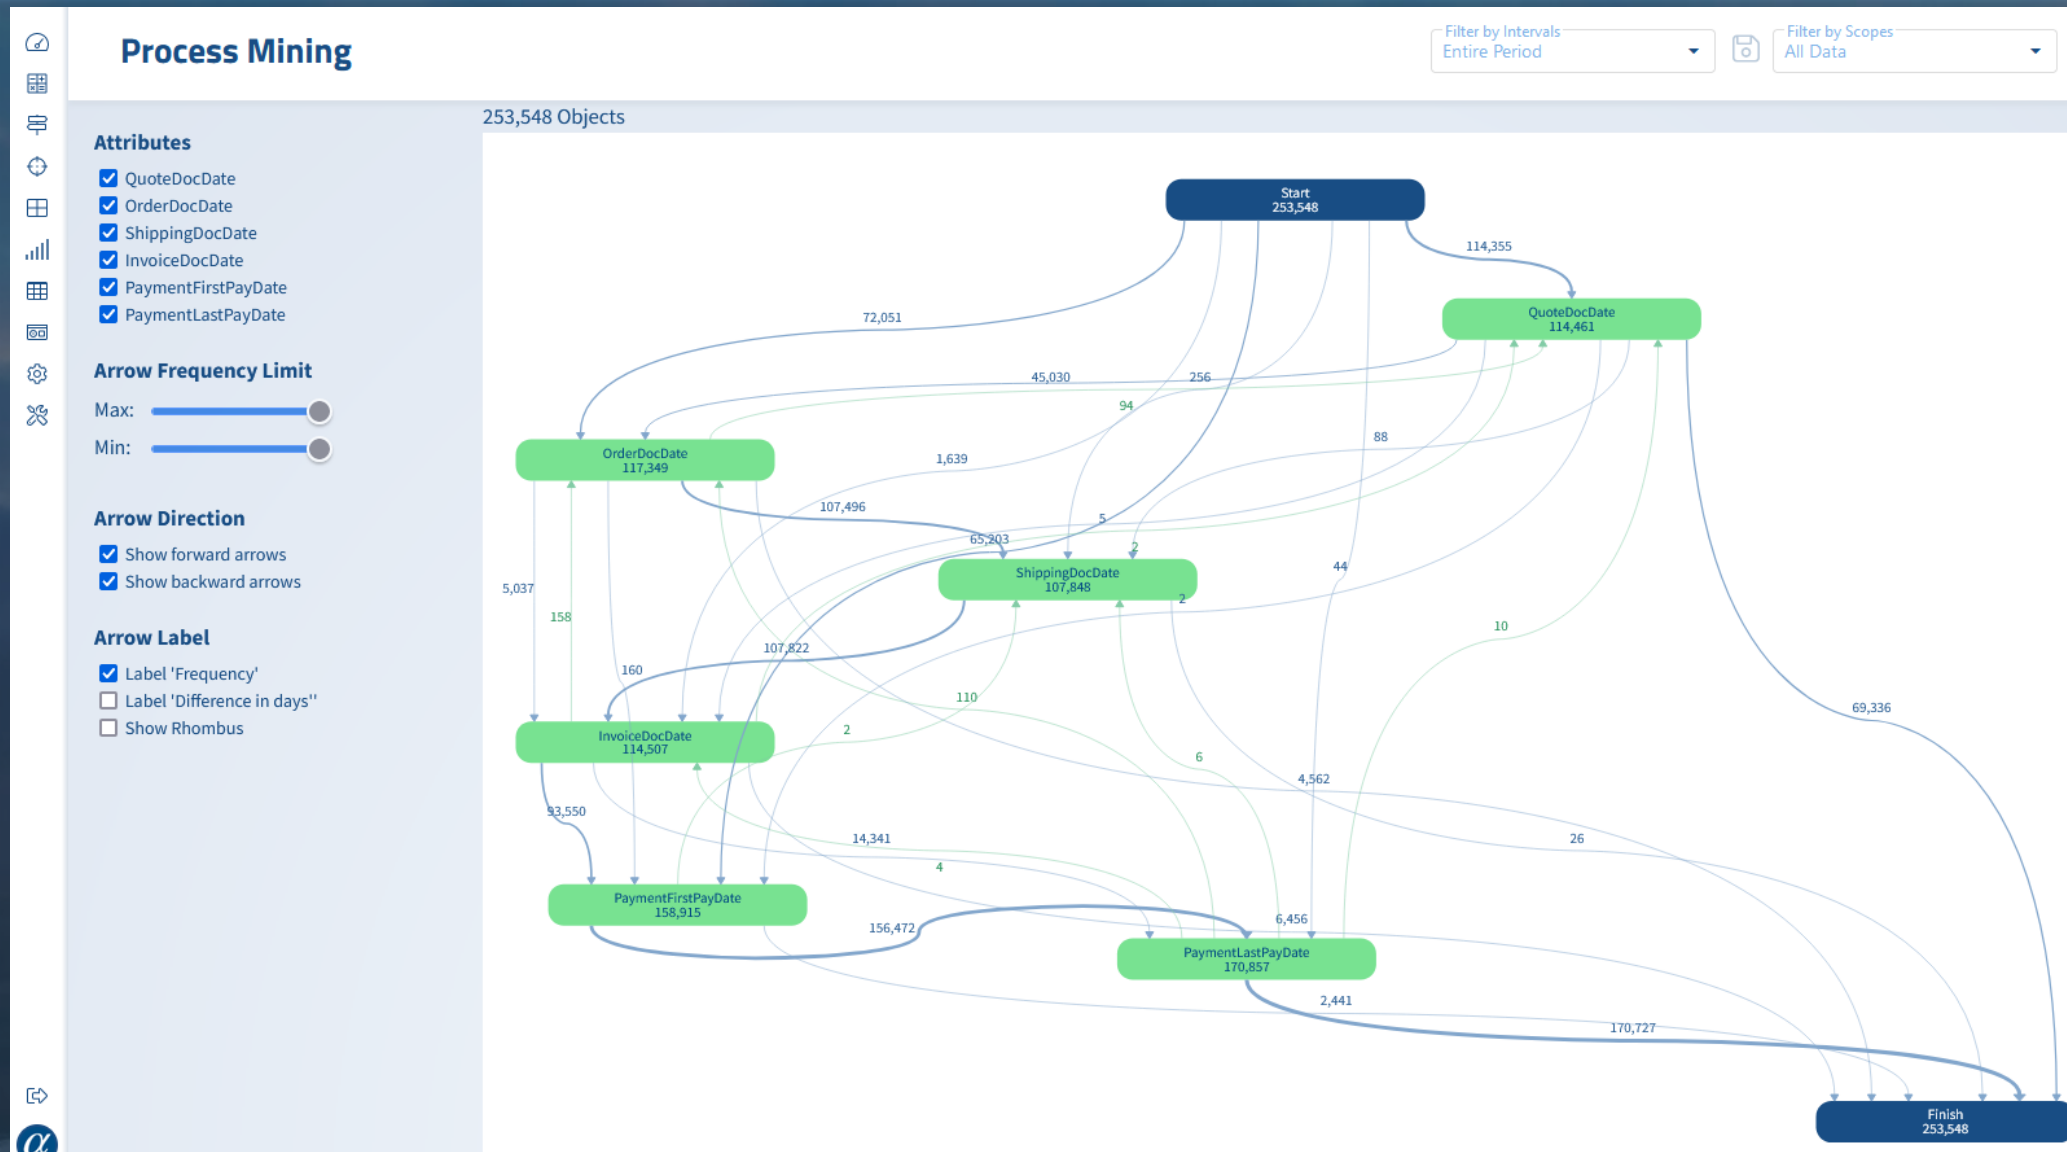 Process Mining
Filter by Intervals
Entire Period
Filter by Scopes
All Data
253,548 Objects
Attributes
QuoteDocDate
OrderDocDate
ShippingDocDate
InvoiceDocDate
PaymentFirstPayDate
PaymentLastPayDate
Arrow Frequency Limit
Max:
Min:
Arrow Direction
Show forward arrows
Show backward arrows
Arrow Label
Label 'Frequency'
Label 'Difference in days''
Show Rhombus
Start
253,548
114,355
QuoteDocDate
114,461
72,051
45,030
256
94
88
OrderDocDate
117,349
1,639
107,496
5
65,203
2
ShippingDocDate
107,848
44
5,037
2
158
10
107,822
160
110
69,336
2
InvoiceDocDate
114,507
6
4,562
93,550
14,341
26
4
PaymentFirstPayDate
158,915
156,472
6,456
PaymentLastPayDate
170,857
2,441
170,727
Finish
253,548
α